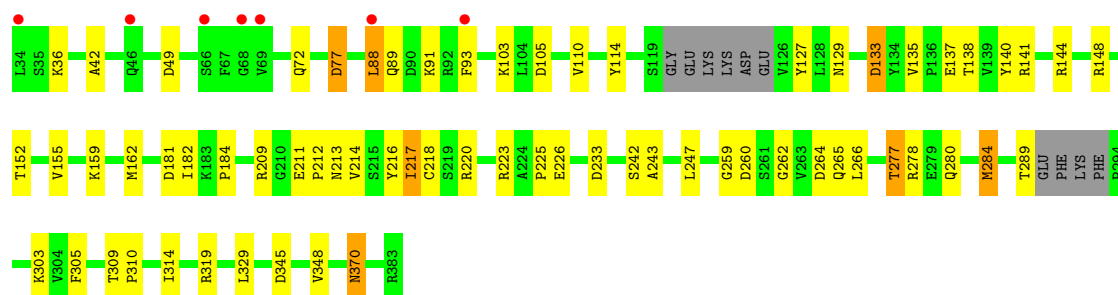 L34 S35 K36 A42 Q46 D49 S66 F67 G68 V69 Q72 D77 L88 Q89 D90 K91 R92 F93 K103 L104 D105 V110 Y114 S119 GLY GLU LYS LYS ASP GLU V126 Y127 L128 N129 D133 Y134 V135 P136 E137 T138 V139 Y140 R141 R144 R148
T152 V155 K159 M162 D181 I182 K183 P184 R209 G210 E211 P212 N213 V214 S215 Y216 I217 C218 S219 R220 R223 A224 P225 E226 D233 S242 A243 L247 G259 D260 S261 G262 V263 D264 Q265 L266 T277 R278 E279 Q280 M284 T289 GLU PHE LYS PHE
K303 V304 F305 T309 P310 I314 R319 L329 D345 V348 N370 R383